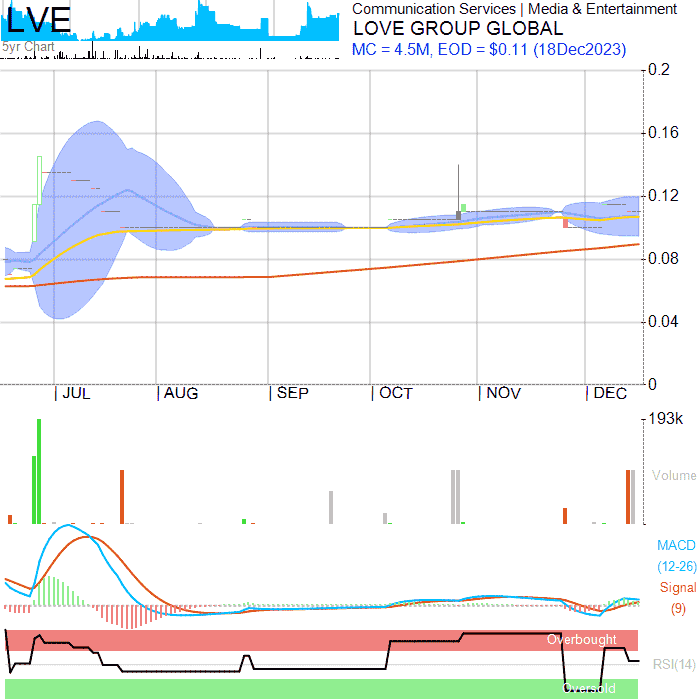 LVE
5yr Chart
Communication Services | Media & Entertainment
LOVE GROUP GLOBAL
MC = 4.5M, EOD = $0.11 (18Dec2023)
0.2
0.16
0.12
0.08
0.04
0
JUL AUG SEP OCT NOV DEC
193k
Volume
MACD
(12-26)
Signal
(9)
Overbought
RSI(14)
Oversold